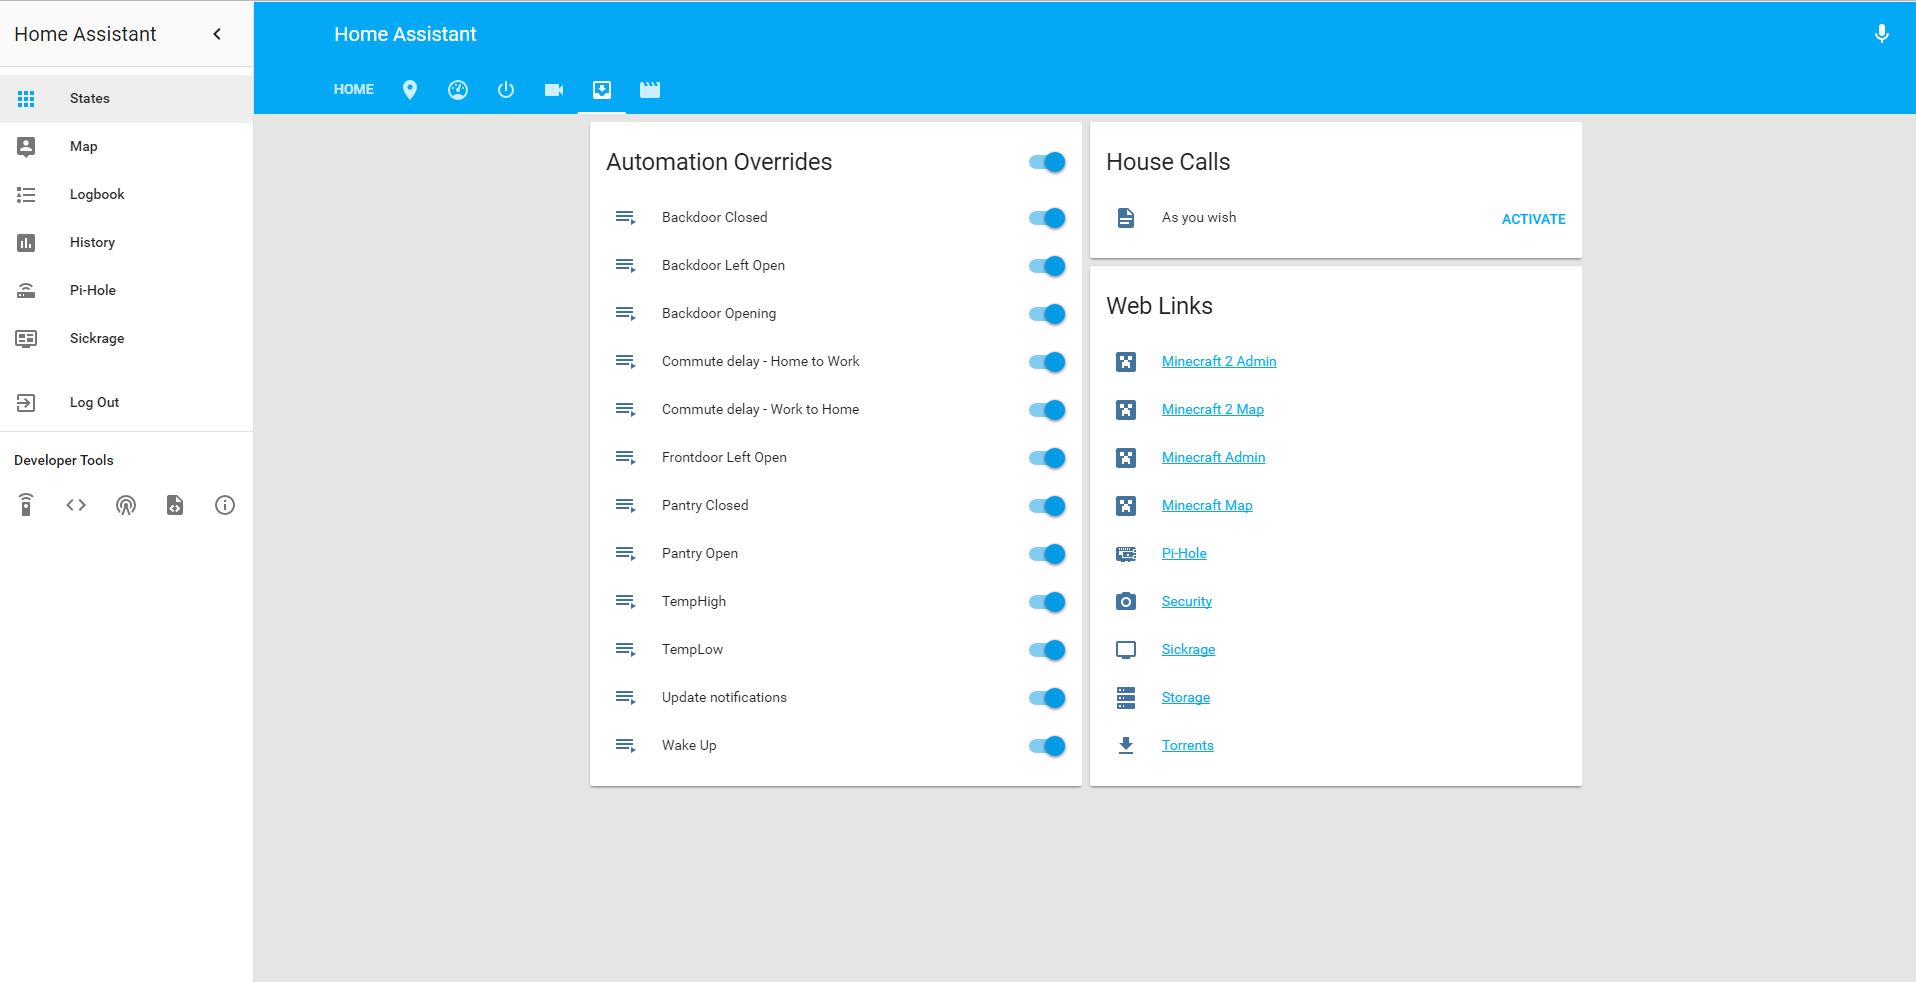 Home Assistant
States
Map
Logbook
History
Pi-Hole
Sickrage
Log Out
Developer Tools
Home Assistant
HOME
Automation Overrides
Backdoor Closed
Backdoor Left Open
Backdoor Opening
Commute delay - Home to Work
Commute delay - Work to Home
Frontdoor Left Open
Pantry Closed
Pantry Open
TempHigh
TempLow
Update notifications
Wake Up
House Calls
As you wish ACTIVATE
Web Links
Minecraft 2 Admin
Minecraft 2 Map
Minecraft Admin
Minecraft Map
Pi-Hole
Security
Sickrage
Storage
Torrents